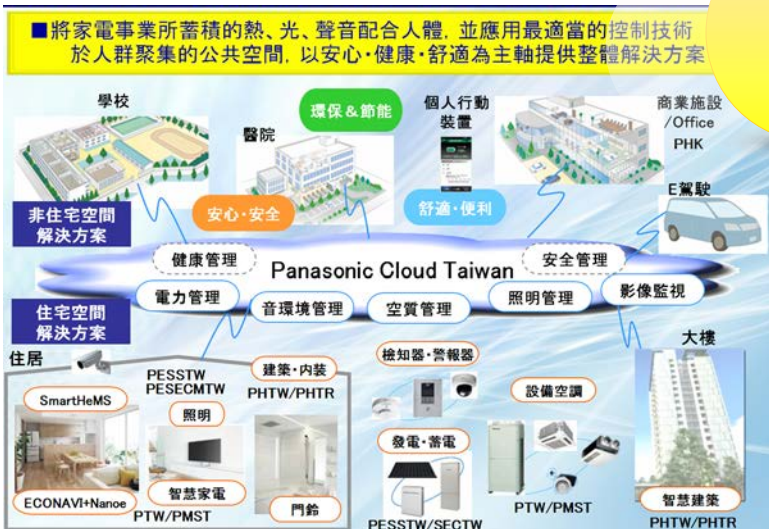 ■將家電事業所蓄積的熱、光、聲音配合人體, 並應用最適當的控制技術
於人群聚集的公共空間, 以安心・健康・舒適為主軸提供整體解決方案
學校
醫院
環保&節能
個人行動
裝置
商業施設
/Office
PHK
E駕駛
安心・安全
舒適・便利
非住宅空間
解決方案
健康管理
Panasonic Cloud Taiwan
安全管理
電力管理
音環境管理
空質管理
照明管理
影像監視
住宅空間
解決方案
住居
PESSTW
PESECMTW
建築・內裝
PHTW/PHTR
檢知器・警報器
大樓
SmartHeMS
照明
設備空調
發電・蓄電
ECONAVI+Nanoe
智慧家電
門鈴
智慧建築
PTW/PMST
PESSTW/SECTW
PTW/PMST
PHTW/PHTR